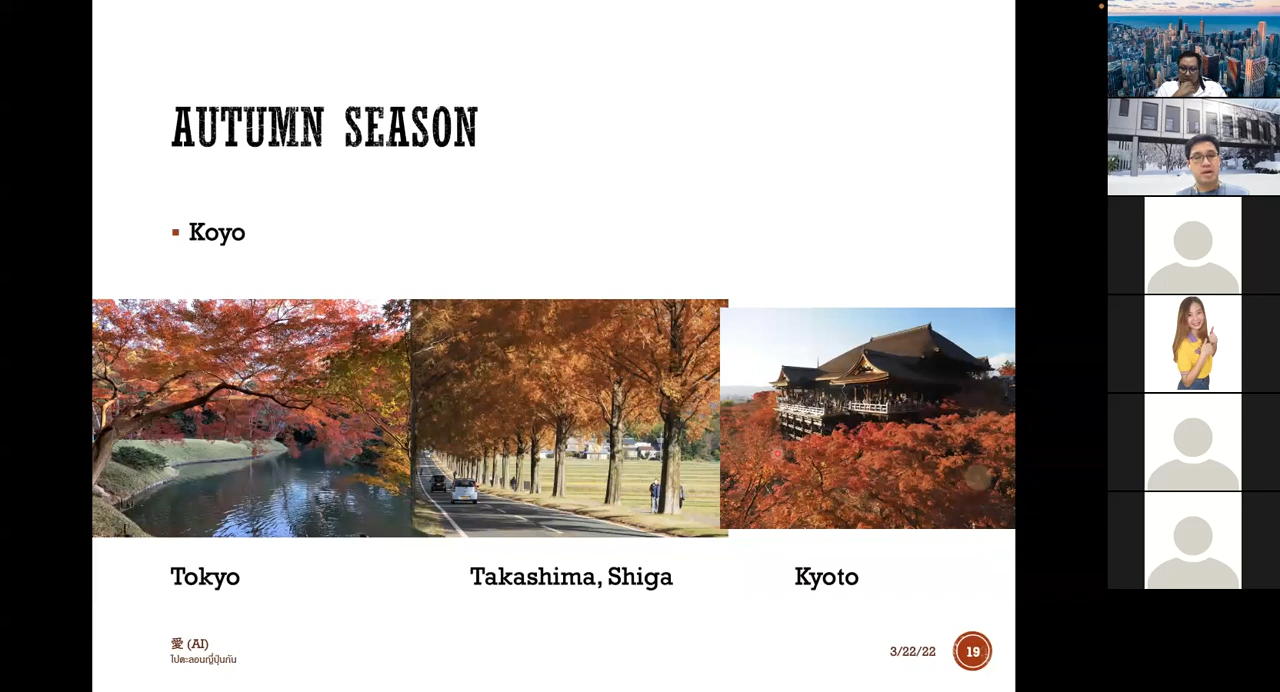 AUTUMN SEASON
▪ Koyo
Tokyo
Takashima, Shiga
Kyoto
愛 (AI)
ไปตะลอนญี่ปุ่นกัน
3/22/22
19